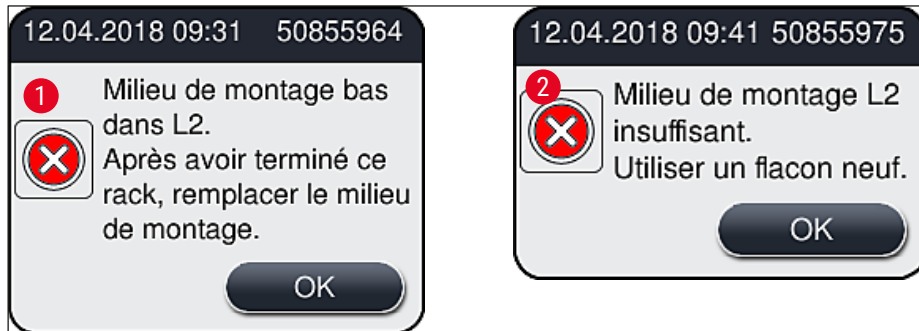 12.04.2018 09:31 50855964
1
Milieu de montage bas
dans L2.
Après avoir terminé ce
rack, remplacer le milieu
de montage.
OK
12.04.2018 09:41 50855975
2
Milieu de montage L2
insuffisant.
Utiliser un flacon neuf.
OK